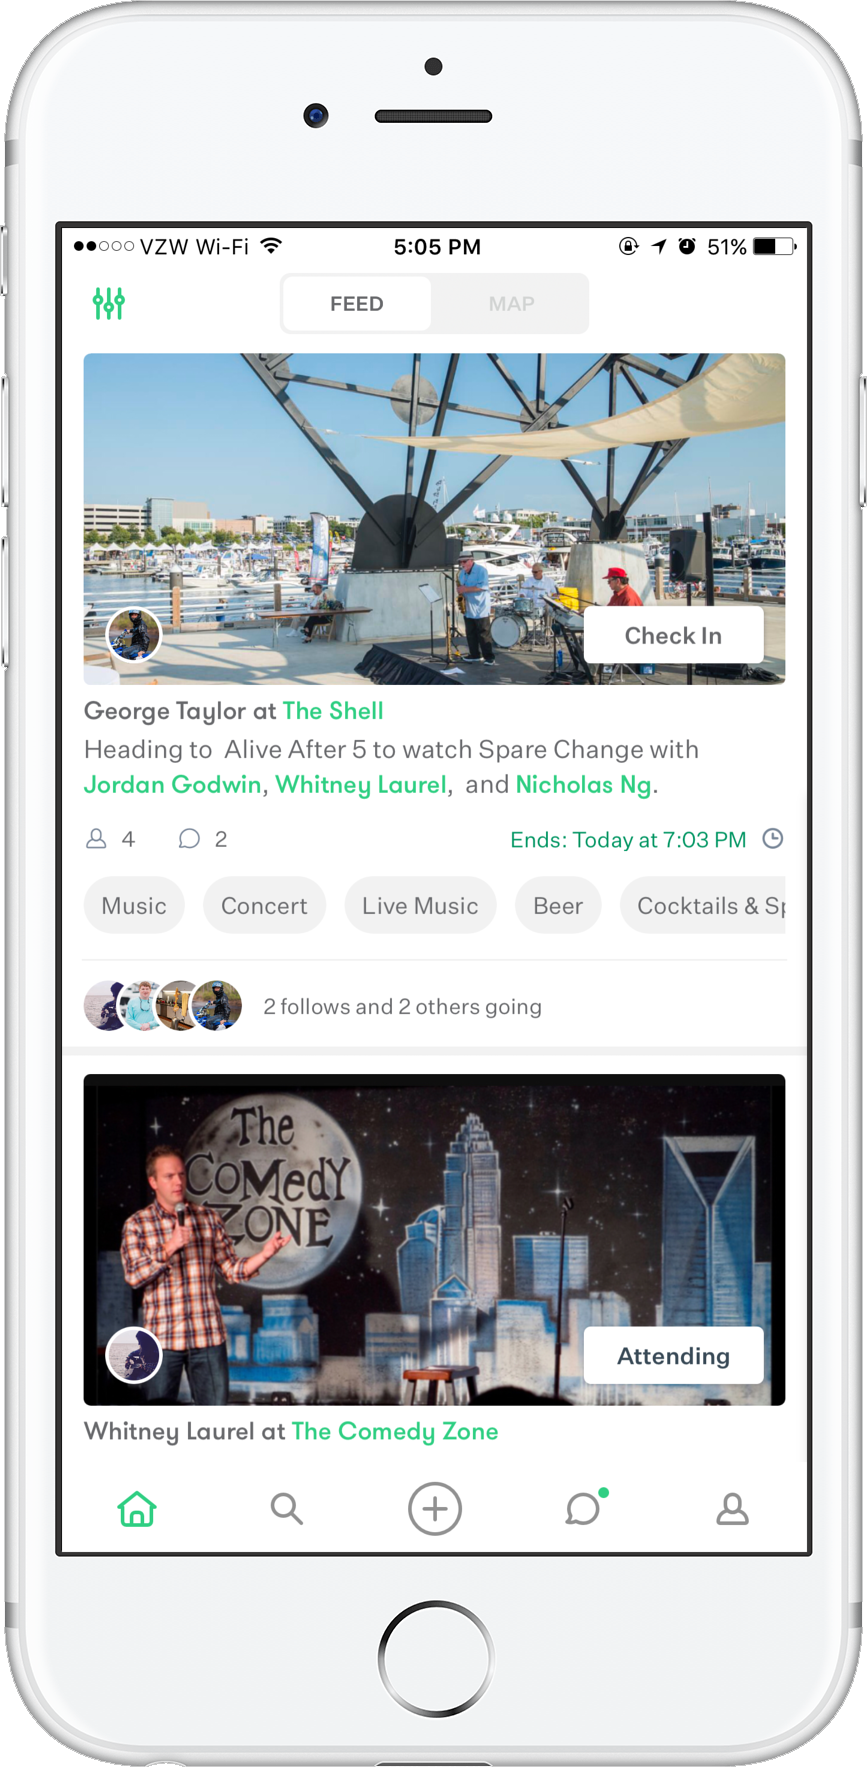 VZW Wi-Fi 5:05 PM 51%
FEED MAP
Check In
George Taylor at The Shell
Heading to Alive After 5 to watch Spare Change with
Jordan Godwin, Whitney Laurel, and Nicholas Ng.
4 2 Ends: Today at 7:03 PM
Music Concert Live Music Beer Cocktails & Sp
2 follows and 2 others going
The
COMEDY
ZONE
Attending
Whitney Laurel at The Comedy Zone